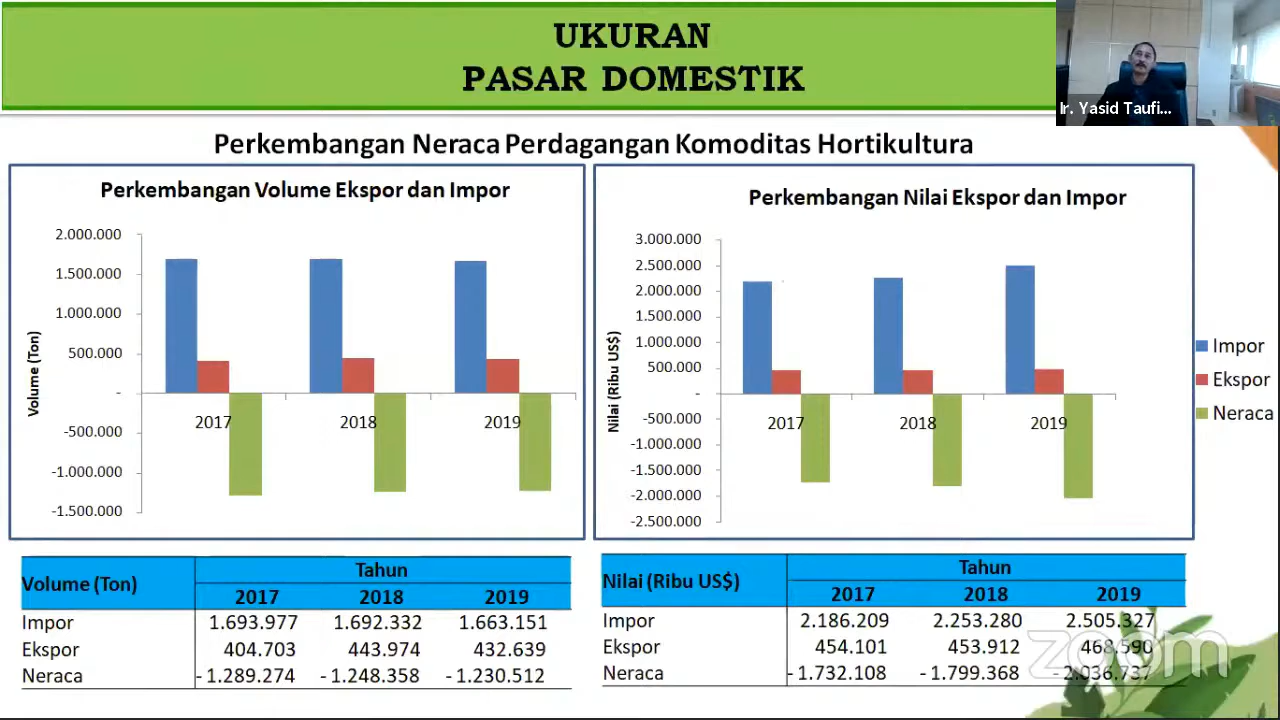 UKURAN
PASAR DOMESTIK
Ir. Yasid Taufi...
Perkembangan Neraca Perdagangan Komoditas Hortikultura
Perkembangan Volume Ekspor dan Impor
2.000.000
1.500.000
1.000.000
500.000
-
-500.000
-1.000.000
-1.500.000
Volume (Ton)
2017 2018 2019
Perkembangan Nilai Ekspor dan Impor
3.000.000
2.500.000
2.000.000
1.500.000
1.000.000
500.000
-
-500.000
-1.000.000
-1.500.000
-2.000.000
-2.500.000
Nilai (Ribu US$)
2017 2018 2019
Impor
Ekspor
Neraca
Volume (Ton) Tahun
2017 2018 2019
Impor 1.693.977 1.692.332 1.663.151
Ekspor 404.703 443.974 432.639
Neraca - 1.289.274 - 1.248.358 - 1.230.512
Nilai (Ribu US$) Tahun
2017 2018 2019
Impor 2.186.209 2.253.280 2.505.327
Ekspor 454.101 453.912 468.590
Neraca - 1.732.108 - 1.799.368 - 2.036.737
zoom